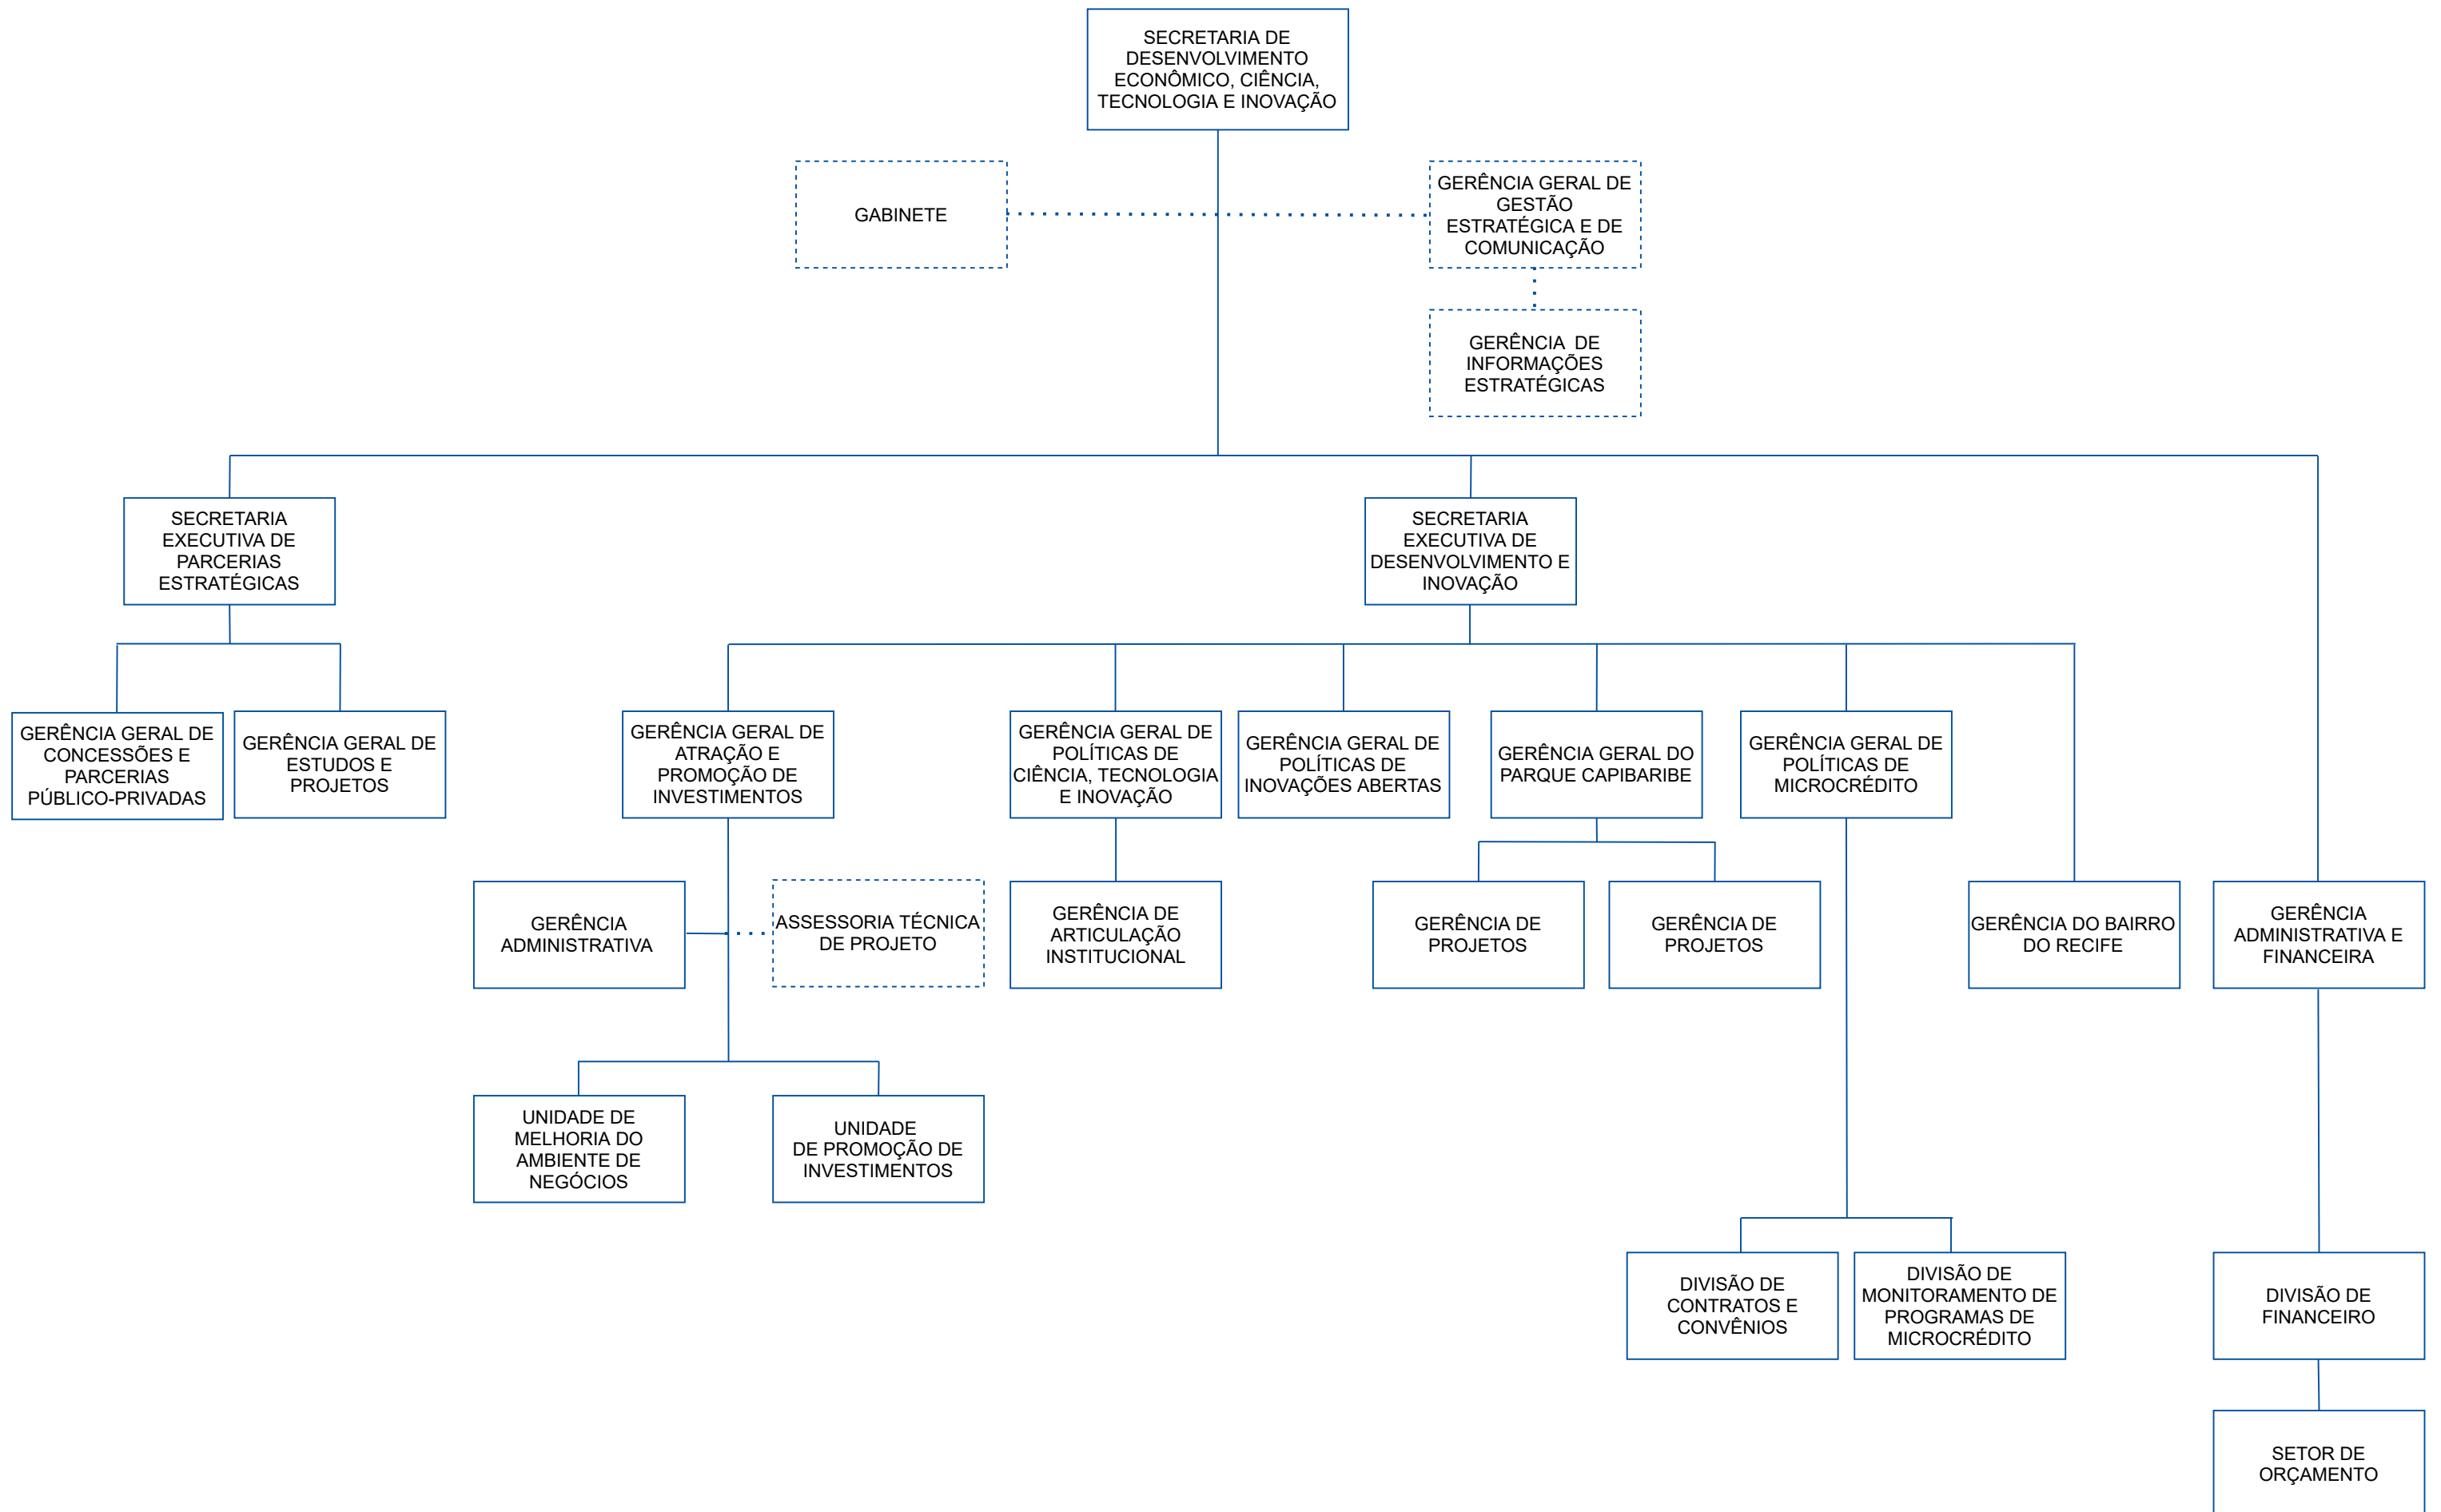 SECRETARIA DE
DESENVOLVIMENTO
ECONÔMICO, CIÊNCIA,
TECNOLOGIA E INOVAÇÃO
GABINETE
GERÊNCIA GERAL DE
GESTÃO
ESTRATÉGICA E DE
COMUNICAÇÃO
GERÊNCIA DE
INFORMAÇÕES
ESTRATÉGICAS
SECRETARIA
EXECUTIVA DE
PARCERIAS
ESTRATÉGICAS
SECRETARIA
EXECUTIVA DE
DESENVOLVIMENTO E
INOVAÇÃO
GERÊNCIA GERAL DE
CONCESSÕES E
PARCERIAS
PÚBLICO-PRIVADAS
GERÊNCIA GERAL DE
ESTUDOS E
PROJETOS
GERÊNCIA GERAL DE
ATRAÇÃO E
PROMOÇÃO DE
INVESTIMENTOS
GERÊNCIA GERAL DE
POLÍTICAS DE
CIÊNCIA, TECNOLOGIA
E INOVAÇÃO
GERÊNCIA GERAL DE
POLÍTICAS DE
INOVAÇÕES ABERTAS
GERÊNCIA GERAL DO
PARQUE CAPIBARIBE
GERÊNCIA GERAL DE
POLÍTICAS DE
MICROCRÉDITO
GERÊNCIA
ADMINISTRATIVA
ASSESSORIA TÉCNICA
DE PROJETO
GERÊNCIA DE
ARTICULAÇÃO
INSTITUCIONAL
GERÊNCIA DE
PROJETOS
GERÊNCIA DE
PROJETOS
GERÊNCIA DO BAIRRO
DO RECIFE
GERÊNCIA
ADMINISTRATIVA E
FINANCEIRA
UNIDADE DE
MELHORIA DO
AMBIENTE DE
NEGÓCIOS
UNIDADE
DE PROMOÇÃO DE
INVESTIMENTOS
DIVISÃO DE
CONTRATOS E
CONVÊNIOS
DIVISÃO DE
MONITORAMENTO DE
PROGRAMAS DE
MICROCRÉDITO
DIVISÃO DE
FINANCEIRO
SETOR DE
ORÇAMENTO